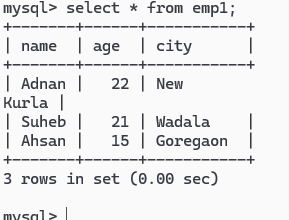 mysql> select * from emp1;
+-------+------+-----------+
| name  | age  | city      |
+-------+------+-----------+
| Adnan |   22 | New
Kurla |
| Suheb |   21 | Wadala    |
| Ahsan |   15 | Goregaon  |
+-------+------+-----------+
3 rows in set (0.00 sec)
mysql>